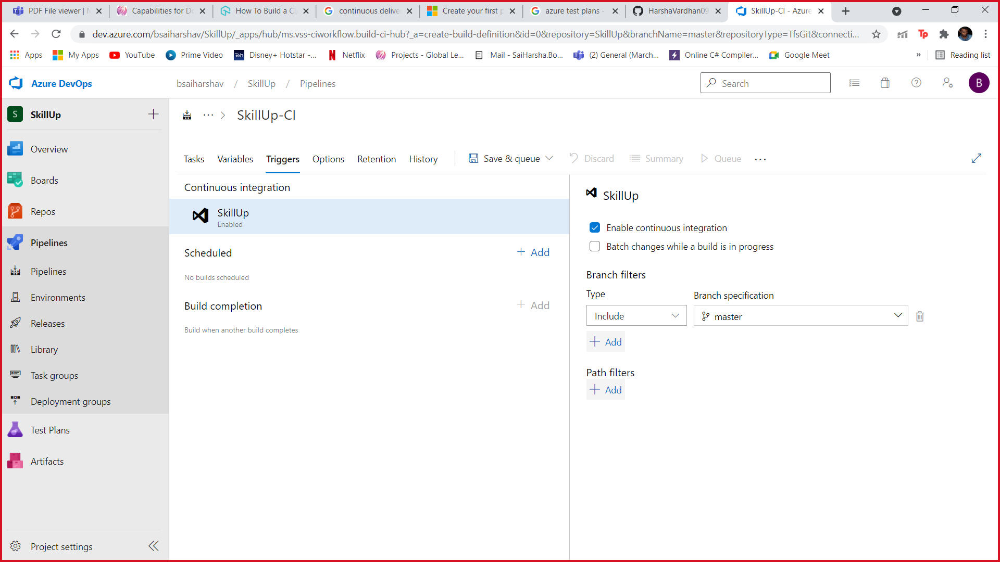 PDF File viewer | M
Capabilities for Do
How To Build a CI
continuous delive
Create your first p
azure test plans -
HarshaVardhan09
SkillUp-CI - Azure
dev.azure.com/bsaiharshav/SkillUp/_apps/hub/ms.vss-ciworkflow.build-ci-hub?_a=create-build-definition&id=0&repository=SkillUp&branchName=master&repositoryType=TfsGit&connecti...
Apps
My Apps
YouTube
Prime Video
Disney+ Hotstar -...
Netflix
Projects - Global Le...
Mail - SaiHarsha.Bo...
(2) General (March...
Online C# Compiler...
Google Meet
»
Reading list
Azure DevOps
bsaiharshav / SkillUp / Pipelines
Search
B
S SkillUp
Overview
Boards
Repos
Pipelines
Pipelines
Environments
Releases
Library
Task groups
Deployment groups
Test Plans
Artifacts
Project settings
... > SkillUp-CI
Tasks
Variables
Triggers
Options
Retention
History
Save & queue
Discard
Summary
Queue
...
Continuous integration
SkillUp
Enabled
Scheduled
+ Add
No builds scheduled
Build completion
+ Add
Build when another build completes
SkillUp
Enable continuous integration
Batch changes while a build is in progress
Branch filters
Type
Branch specification
Include
master
+ Add
Path filters
+ Add